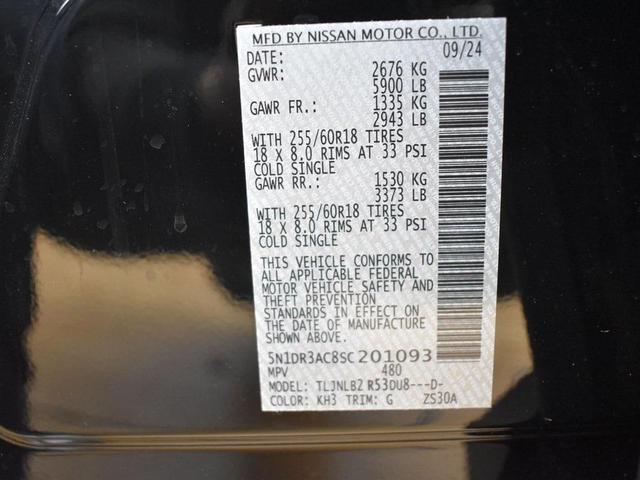 MFD BY NISSAN MOTOR CO., LTD.
DATE: 09/24
GVWR: 2676 KG
5900 LB
GAWR FR.: 1335 KG
2943 LB
WITH 255/60R18 TIRES
18 X 8.0 RIMS AT 33 PSI
COLD SINGLE
GAWR RR.: 1530 KG
3373 LB
WITH 255/60R18 TIRES
18 X 8.0 RIMS AT 33 PSI
COLD SINGLE
THIS VEHICLE CONFORMS TO
ALL APPLICABLE FEDERAL
MOTOR VEHICLE SAFETY AND
THEFT PREVENTION
STANDARDS IN EFFECT ON
THE DATE OF MANUFACTURE
5N1DR3AC8SC201093
MPV 480
MODEL: TLJNLB2 R53DU8---D-
COLOR: KH3 TRIM: G ZS30A